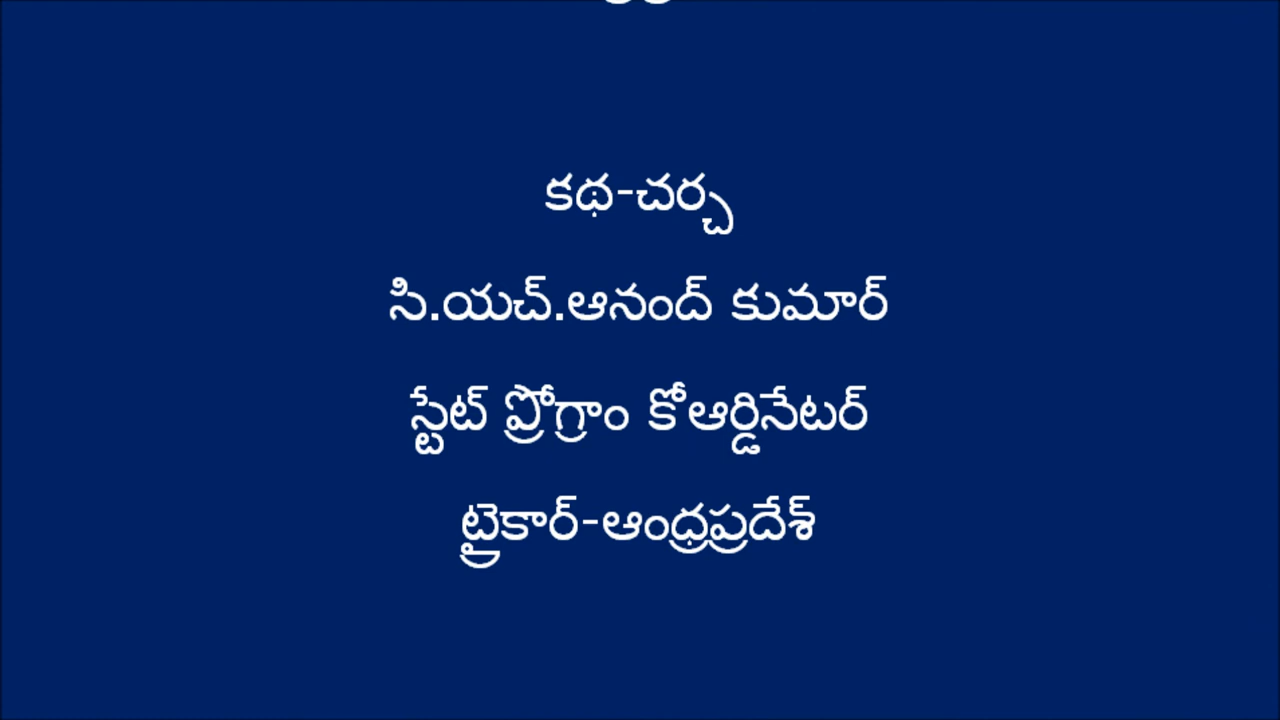 కథ-చర్చ
సి.యచ్.ఆనంద్ కుమార్
స్టేట్ ప్రోగ్రాం కోఆర్డినేటర్
ట్రైకార్-ఆంధ్రప్రదేశ్